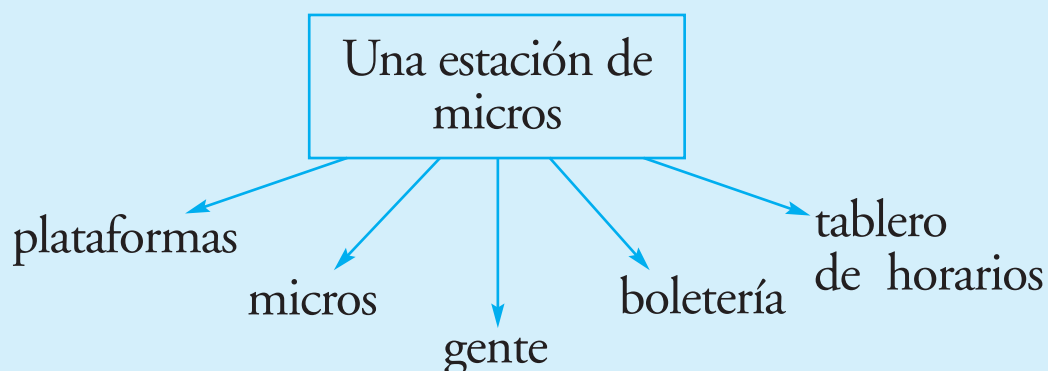 Una estación de
micros
plataformas
micros
gente
boletería
tablero
de horarios